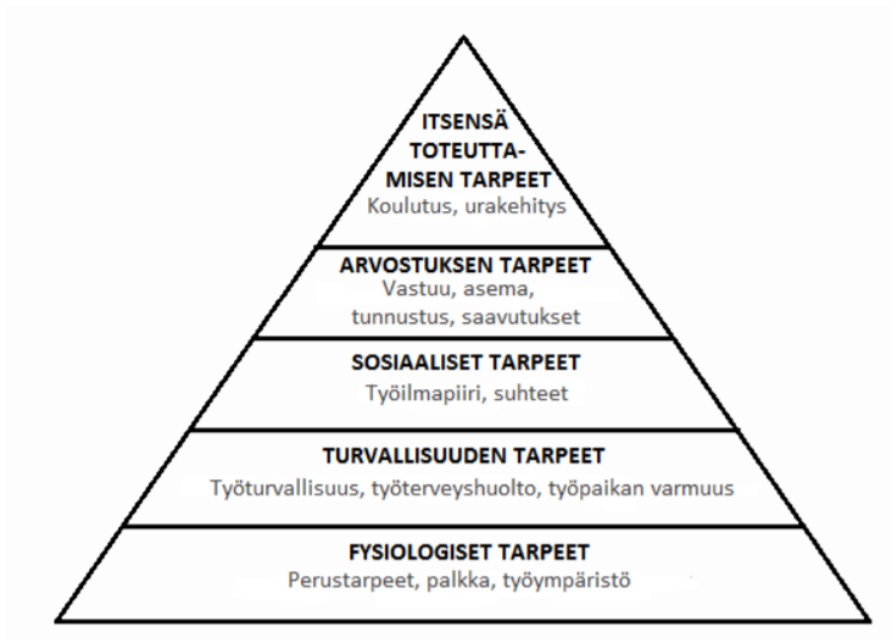 ITSENSÄ
TOTEUTTA-
MISEN TARPEET
Koulutus, urakehitys
ARVOSTUKSEN TARPEET
Vastuu, asema,
tunnustus, saavutukset
SOSIAALISET TARPEET
Työilmapiiri, suhteet
TURVALLISUUDEN TARPEET
Työturvallisuus, työterveyshuolto, työpaikan varmuus
FYSIOLOGISET TARPEET
Perustarpeet, palkka, työympäristö